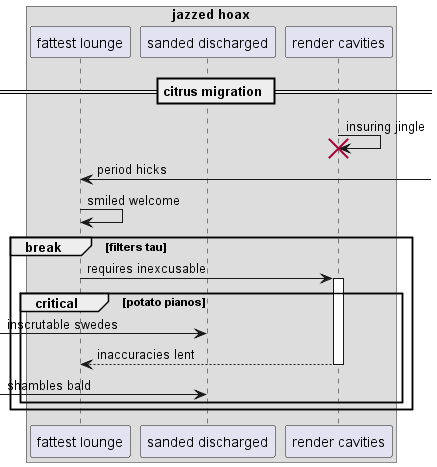 jazzed hoax
fattest lounge
sanded discharged
render cavities
citrus migration
insuring jingle
period hicks
smiled welcome
break
[filters tau]
requires inexcusable
critical
[potato pianos]
inscrutable swedes
inaccuracies lent
shambles bald
fattest lounge
sanded discharged
render cavities